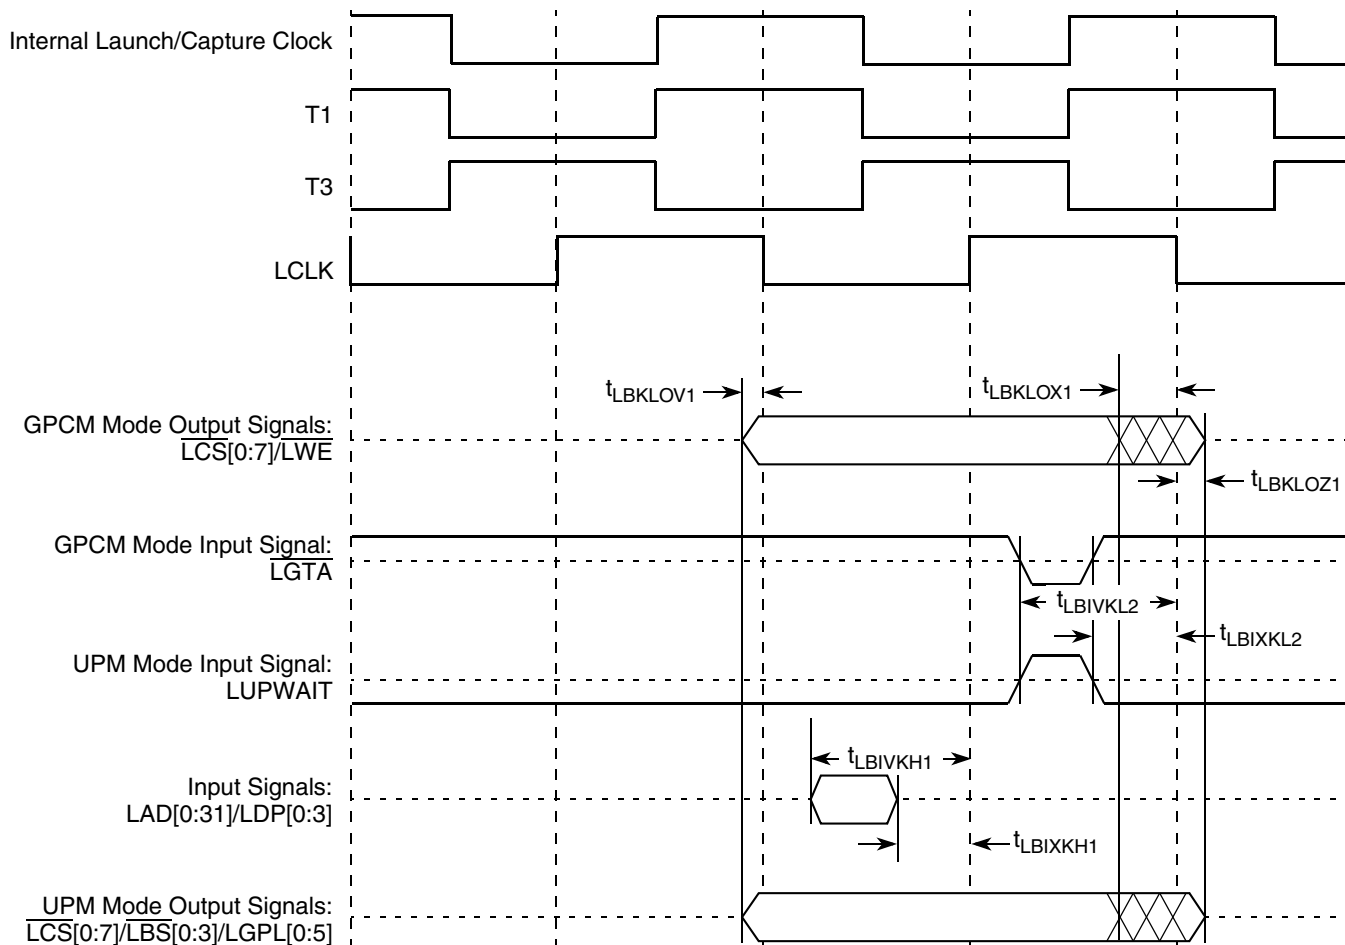 Internal Launch/Capture Clock
T1
T3
LCLK
tLBKLOV1
tLBKLOX1
GPCM Mode Output Signals:
LCS[0:7]/LWE
tLBKLOZ1
GPCM Mode Input Signal:
LGTA
tLBIVKL2
tLBIXKL2
UPM Mode Input Signal:
LUPWAIT
tLBIVKH1
Input Signals:
LAD[0:31]/LDP[0:3]
tLBIXKH1
UPM Mode Output Signals:
LCS[0:7]/LBS[0:3]/LGPL[0:5]